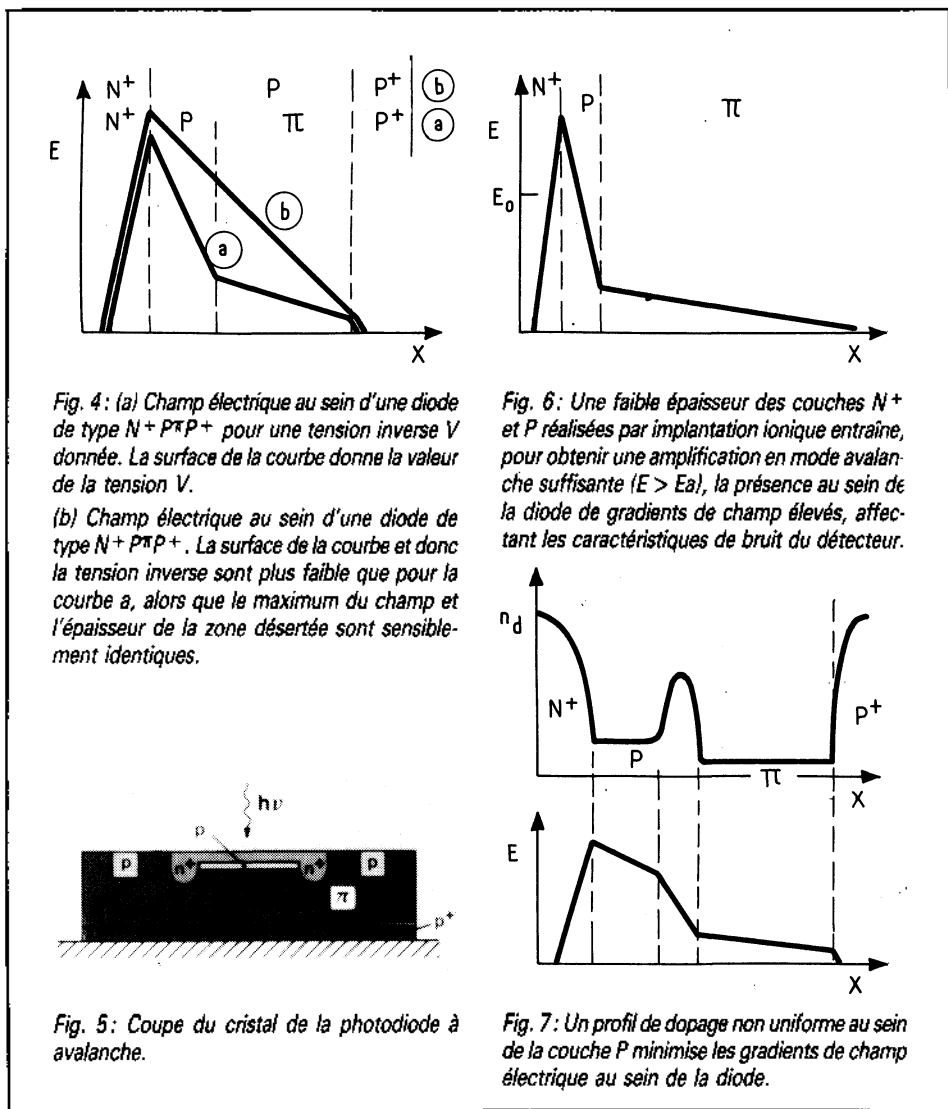 N+ P P+ b
N+ P π P+ a
E
b
a
X
Fig. 4 : (a) Champ électrique au sein d'une diode
de type N+ PπP+ pour une tension inverse V
donnée. La surface de la courbe donne la valeur
de la tension V.
(b) Champ électrique au sein d'une diode de
type N+ PπP+. La surface de la courbe et donc
la tension inverse sont plus faible que pour la
courbe a, alors que le maximum du champ et
l'épaisseur de la zone désertée sont sensible-
ment identiques.
hν
p
p n+ n+ p
π
p+
Fig. 5 : Coupe du cristal de la photodiode à
avalanche.
N+ P π
E
E0
X
Fig. 6 : Une faible épaisseur des couches N+
et P réalisées par implantation ionique entraîne,
pour obtenir une amplification en mode avalan-
che suffisante (E > Ea), la présence au sein de
la diode de gradients de champ élevés, affec-
tant les caractéristiques de bruit du détecteur.
nd
N+ P π P+
X
E
X
Fig. 7 : Un profil de dopage non uniforme au sein
de la couche P minimise les gradients de champ
électrique au sein de la diode.